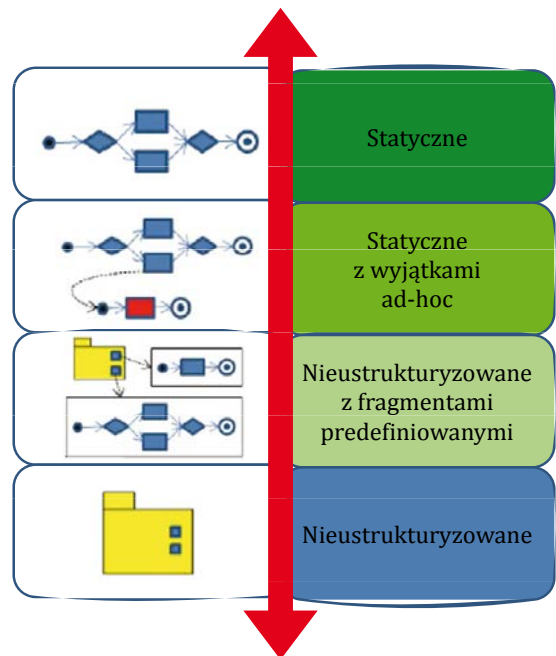 Statyczne
Statyczne
z wyjątkami
ad-hoc
Nieustrukturyzowane
z fragmentami
predefiniowanymi
Nieustrukturyzowane